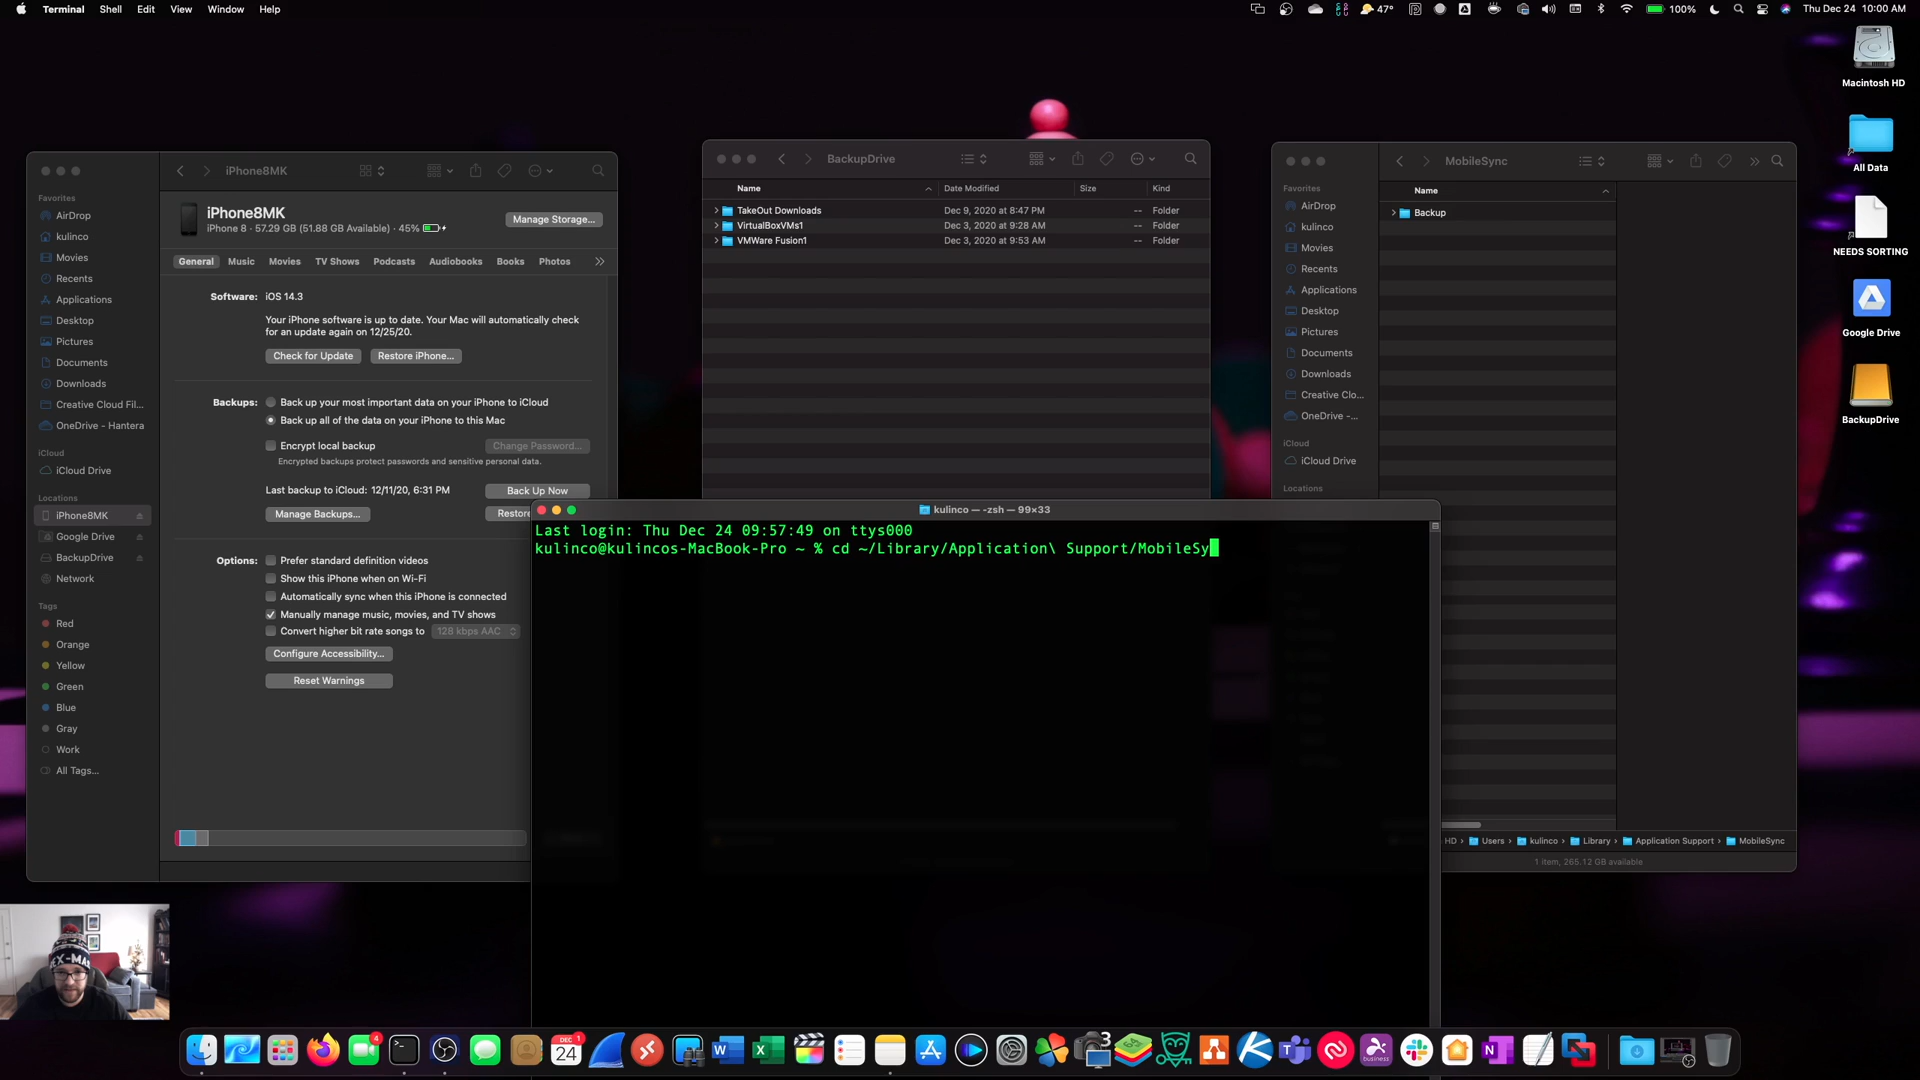 Terminal Shell Edit View Window Help
47° 100% Thu Dec 24 10:00 AM
Macintosh HD
All Data
NEEDS SORTING
Google Drive
BackupDrive
iPhone8MK
Favorites
AirDrop
kulinco
Movies
Recents
Applications
Desktop
Pictures
Documents
Downloads
Creative Cloud Fil...
OneDrive - Hantera
iCloud
iCloud Drive
Locations
iPhone8MK
Google Drive
BackupDrive
Network
Tags
Red
Orange
Yellow
Green
Blue
Gray
Work
All Tags...
iPhone8MK
iPhone 8 · 57.29 GB (51.88 GB Available) · 45%
Manage Storage...
General Music Movies TV Shows Podcasts Audiobooks Books Photos
Software: iOS 14.3
Your iPhone software is up to date. Your Mac will automatically check
for an update again on 12/25/20.
Check for Update Restore iPhone...
Backups: Back up your most important data on your iPhone to iCloud
Back up all of the data on your iPhone to this Mac
Encrypt local backup Change Password...
Encrypted backups protect passwords and sensitive personal data.
Last backup to iCloud: 12/11/20, 6:31 PM Back Up Now
Manage Backups... Restore
Options: Prefer standard definition videos
Show this iPhone when on Wi-Fi
Automatically sync when this iPhone is connected
Manually manage music, movies, and TV shows
Convert higher bit rate songs to 128 kbps AAC
Configure Accessibility...
Reset Warnings
BackupDrive
Name Date Modified Size Kind
TakeOut Downloads Dec 9, 2020 at 8:47 PM -- Folder
VirtualBoxVMs1 Dec 3, 2020 at 9:28 AM -- Folder
VMWare Fusion1 Dec 3, 2020 at 9:53 AM -- Folder
MobileSync
Favorites
AirDrop
kulinco
Movies
Recents
Applications
Desktop
Pictures
Documents
Downloads
Creative Clo...
OneDrive -...
iCloud
iCloud Drive
Locations
Name
Backup
HD › Users › kulinco › Library › Application Support › MobileSync
1 item, 265.12 GB available
kulinco — -zsh — 99×33
Last login: Thu Dec 24 09:57:49 on ttys000
kulinco@kulincos-MacBook-Pro ~ % cd ~/Library/Application\ Support/MobileSy
4
DEC
24
1
3
64
business